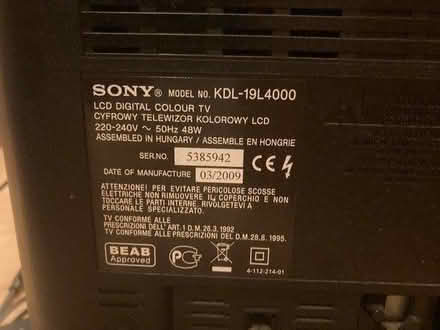 SONY® MODEL NO. KDL-19L4000
LCD DIGITAL COLOUR TV
CYFROWY TELEWIZOR KOLOROWY LCD
220-240V ~ 50Hz 48W
ASSEMBLED IN HUNGARY / ASSEMBLE EN HONGRIE
SER.NO. 5385942 CE
DATE OF MANUFACTURE 03/2009
ATTENZIONE! PER EVITARE PERICOLOSE SCOSSE
ELETTRICHE NON RIMUOVERE IL COPERCHIO E NON
TOCCARE LE PARTI INTERNE. RIVOLGETEVI A
PERSONALE SPECIALIZZATO.
TV CONFORME ALLE
PRESCRIZIONI DELL'ART.1 D.M.26.3.1992
TV CONFORME ALLE
PRESCRIZIONI DEL D.M.28.8.1995.
BEAB
Approved
4-112-214-01